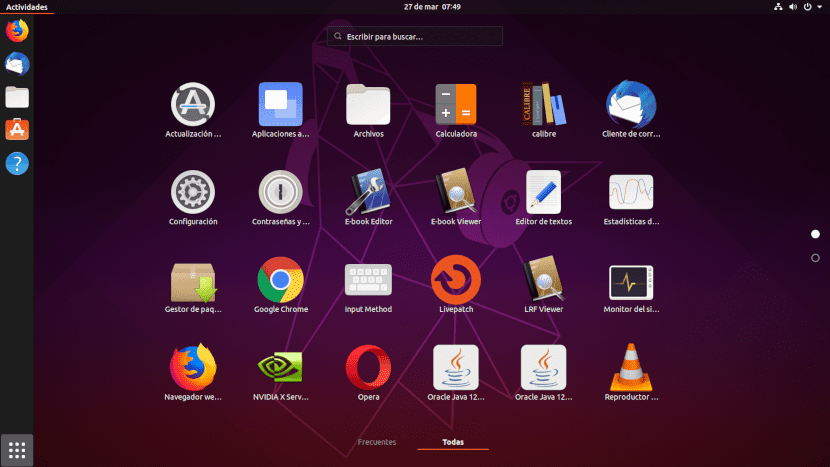 Actividades
27 de mar 07:49
Escribir para buscar...
Actualización ...
Aplicaciones a...
Archivos
Calculadora
CALIBRE
calibre
Cliente de corr...
Configuración
Contraseñas y ...
E-book Editor
E-book Viewer
Editor de textos
Estadísticas d...
Gestor de paq...
Google Chrome
Input Method
Livepatch
LRF Viewer
Monitor del si...
Navegador we...
NVIDIA X Serv...
Opera
Oracle Java 12...
Oracle Java 12...
Reproductor ...
Frecuentes
Todas